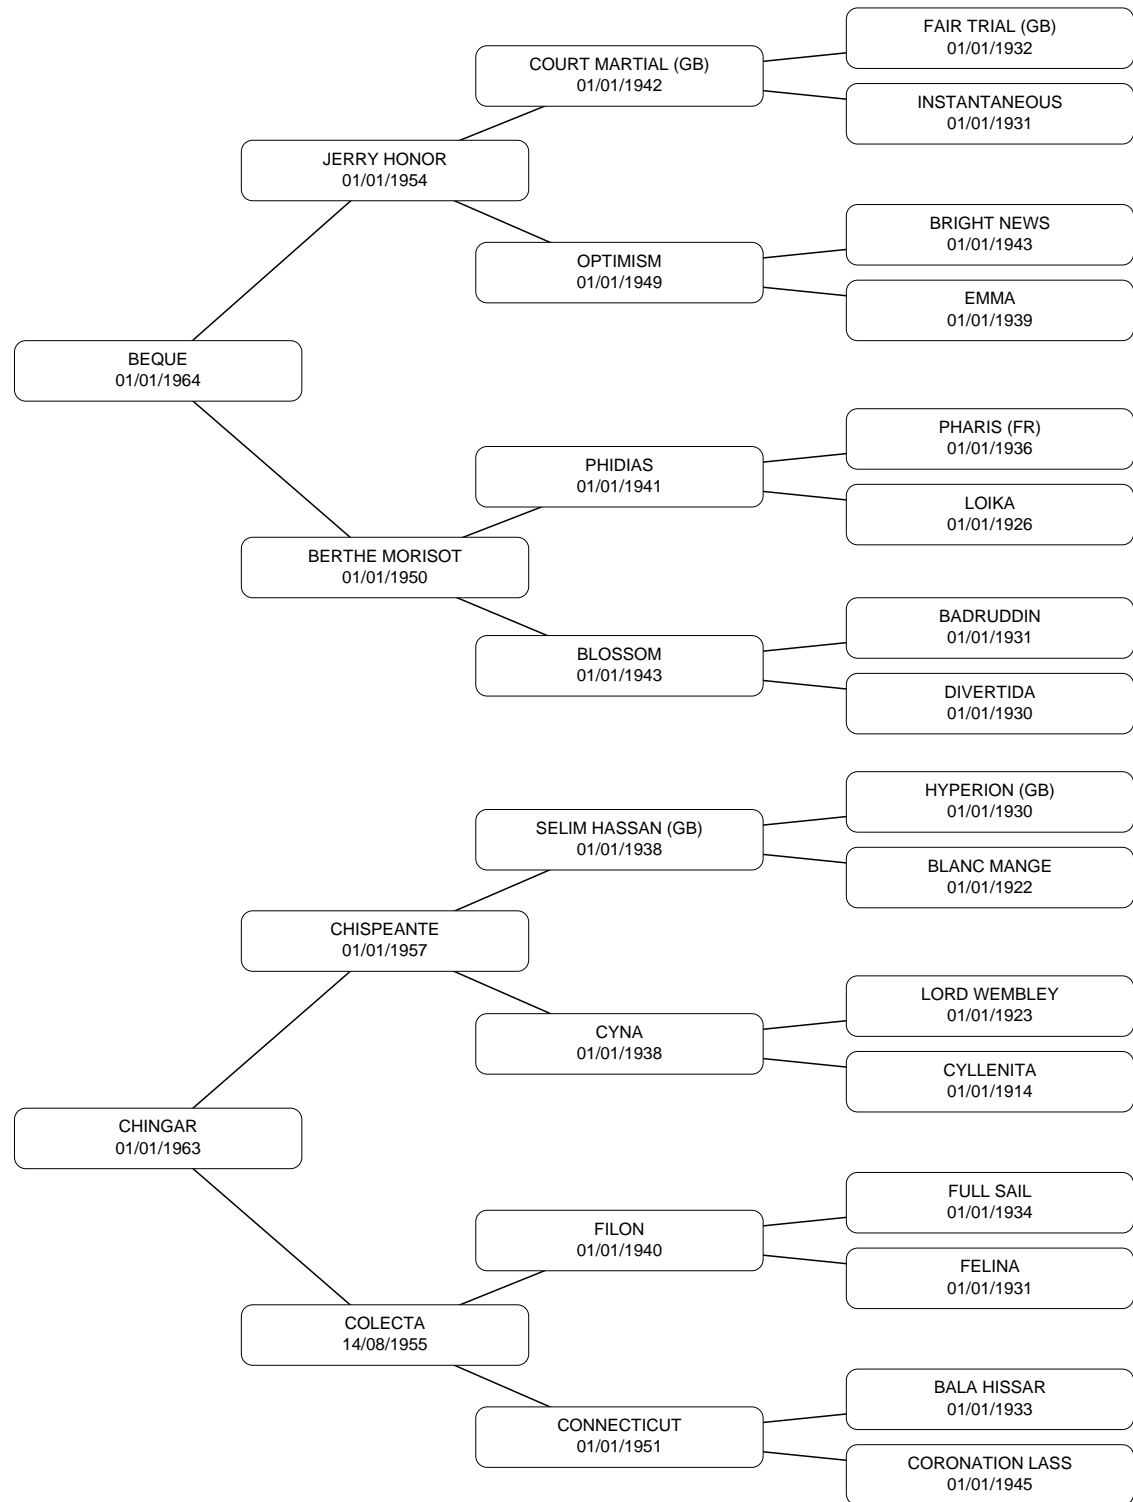 FAIR TRIAL (GB)
01/01/1932
COURT MARTIAL (GB)
01/01/1942
INSTANTANEOUS
01/01/1931
JERRY HONOR
01/01/1954
BRIGHT NEWS
01/01/1943
OPTIMISM
01/01/1949
EMMA
01/01/1939
BEQUE
01/01/1964
PHARIS (FR)
01/01/1936
PHIDIAS
01/01/1941
LOIKA
01/01/1926
BERTHE MORISOT
01/01/1950
BADRUDDIN
01/01/1931
BLOSSOM
01/01/1943
DIVERTIDA
01/01/1930
HYPERION (GB)
01/01/1930
SELIM HASSAN (GB)
01/01/1938
BLANC MANGE
01/01/1922
CHISPEANTE
01/01/1957
LORD WEMBLEY
01/01/1923
CYNA
01/01/1938
CYLLENITA
01/01/1914
CHINGAR
01/01/1963
FULL SAIL
01/01/1934
FILON
01/01/1940
FELINA
01/01/1931
COLECTA
14/08/1955
BALA HISSAR
01/01/1933
CONNECTICUT
01/01/1951
CORONATION LASS
01/01/1945